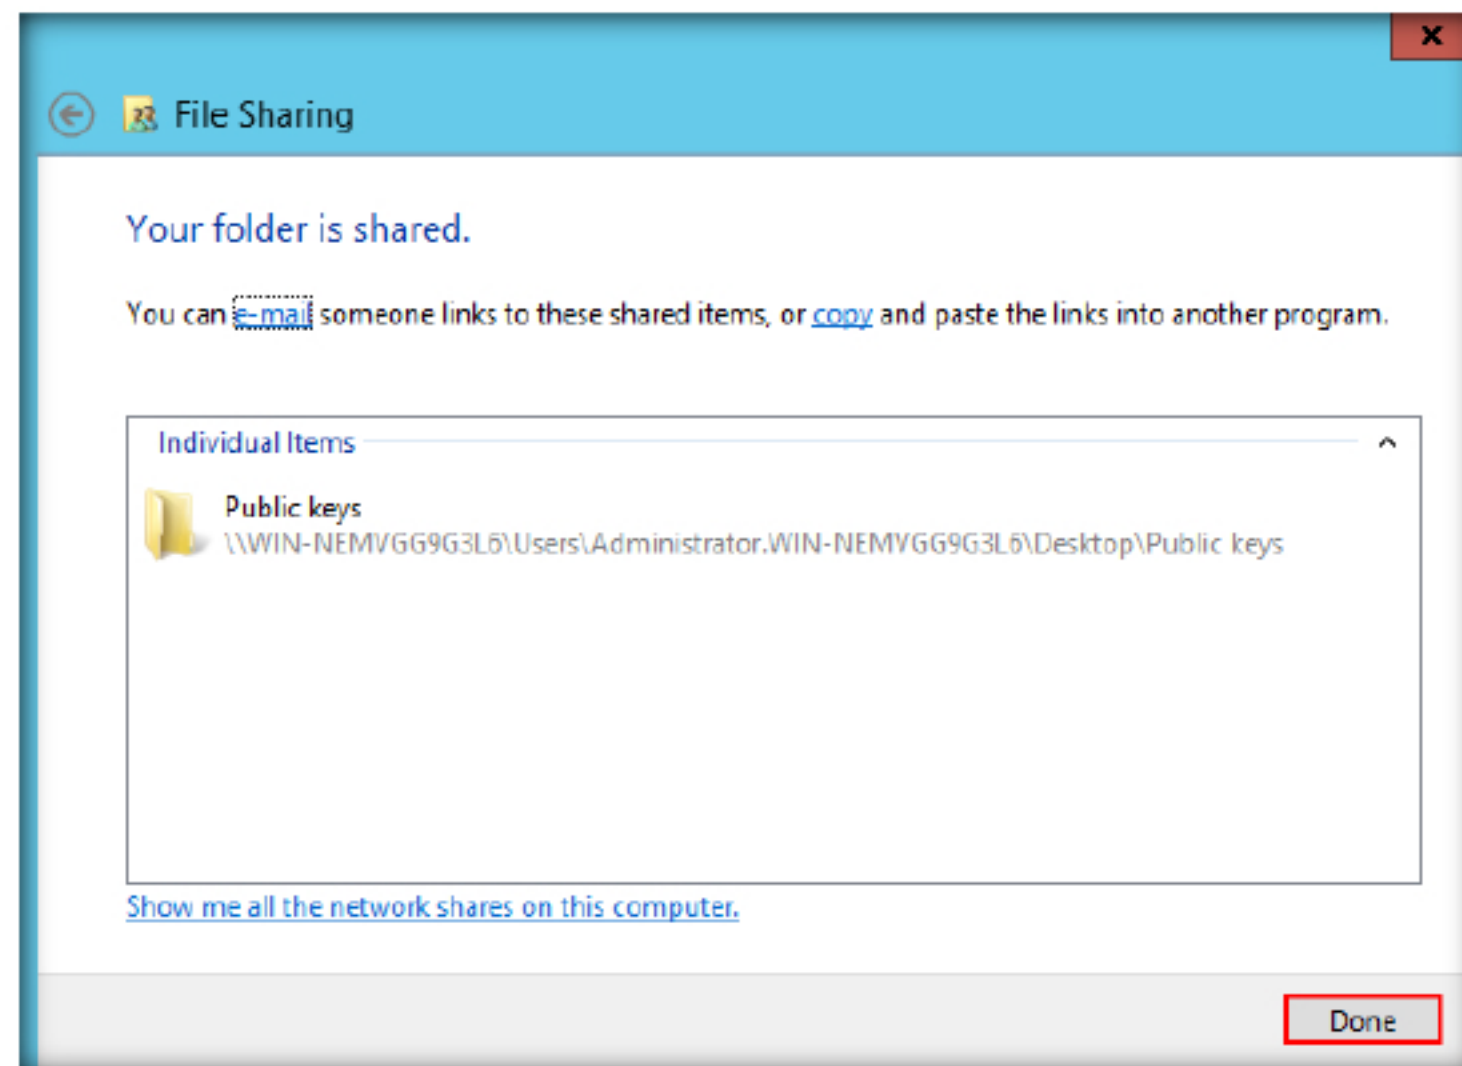 x
File Sharing
Your folder is shared.
You can e-mail someone links to these shared items, or copy and paste the links into another program.
Individual Items
Public keys
\\WIN-NEMVGG9G3L6\Users\Administrator.WIN-NEMVGG9G3L6\Desktop\Public keys
Show me all the network shares on this computer.
Done